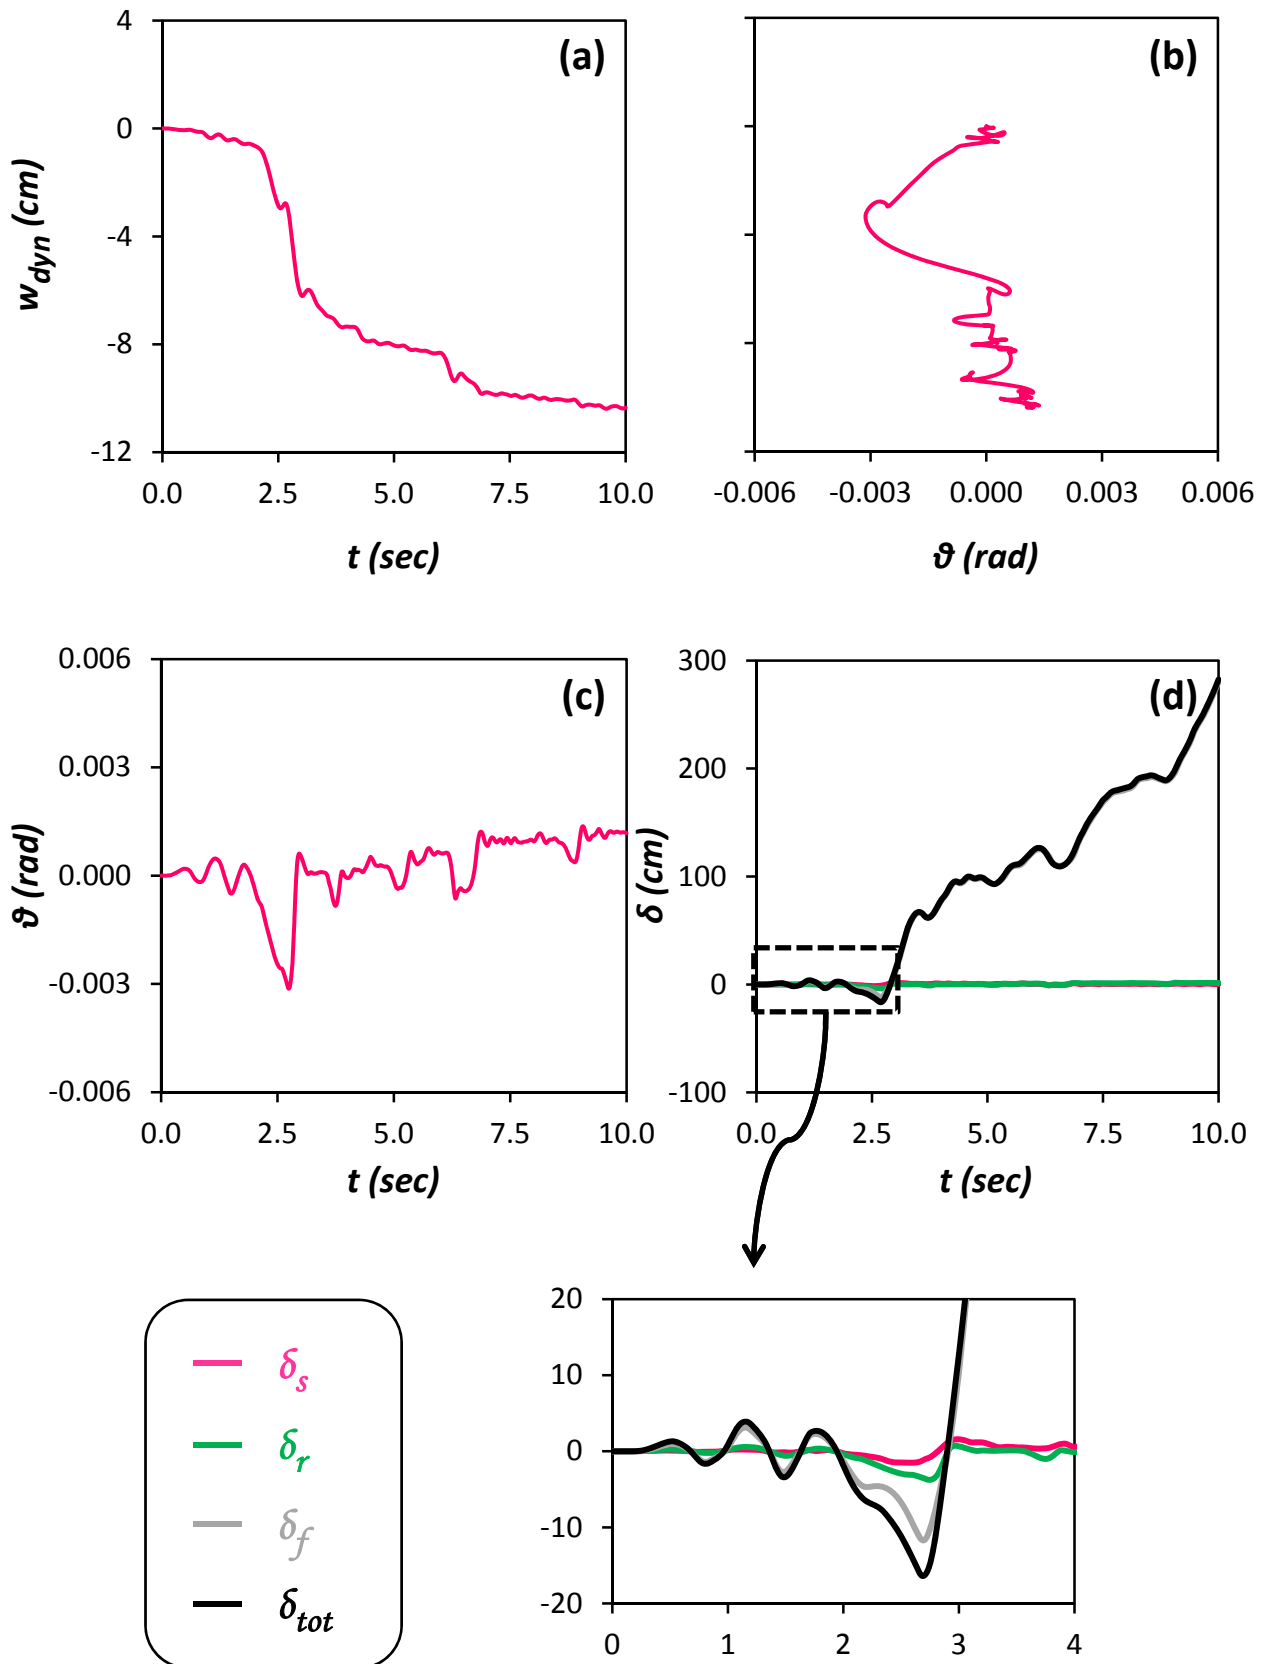 4
(a)
(b)
0
-4
-8
-12
w_dyn (cm)
0.0 2.5 5.0 7.5 10.0
-0.006 -0.003 0.000 0.003 0.006
t (sec)
ϑ (rad)
0.006
(c)
300
(d)
0.003
200
0.000
100
-0.003
0
-0.006
-100
ϑ (rad)
δ (cm)
0.0 2.5 5.0 7.5 10.0
0.0 2.5 5.0 7.5 10.0
t (sec)
t (sec)
δ_s
δ_r
δ_f
δ_tot
20
10
0
-10
-20
0 1 2 3 4